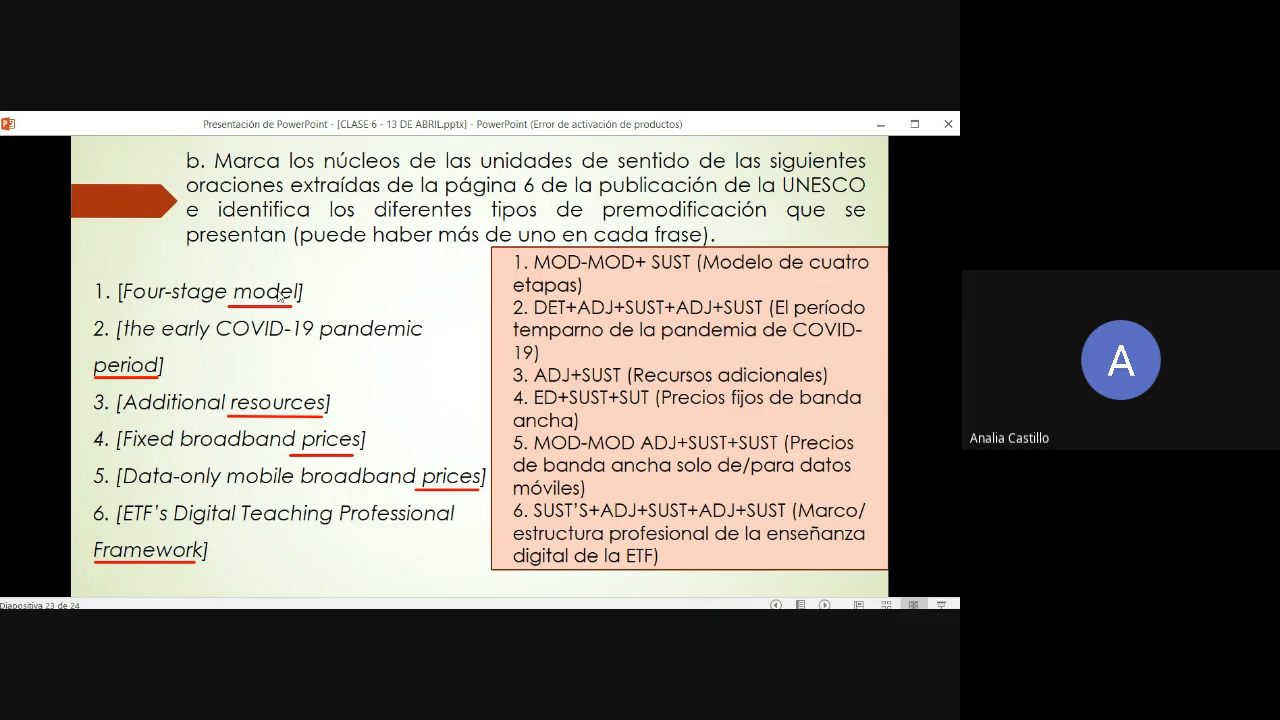 Presentación de PowerPoint - [CLASE 6 - 13 DE ABRIL.pptx] - PowerPoint (Error de activación de productos)
b. Marca los núcleos de las unidades de sentido de las siguientes
oraciones extraídas de la página 6 de la publicación de la UNESCO
e identifica los diferentes tipos de premodificación que se
presentan (puede haber más de uno en cada frase).
1. [Four-stage model]
2. [the early COVID-19 pandemic
period]
3. [Additional resources]
4. [Fixed broadband prices]
5. [Data-only mobile broadband prices]
6. [ETF's Digital Teaching Professional
Framework]
1. MOD-MOD+ SUST (Modelo de cuatro
etapas)
2. DET+ADJ+SUST+ADJ+SUST (El período
temparno de la pandemia de COVID-
19)
3. ADJ+SUST (Recursos adicionales)
4. ED+SUST+SUT (Precios fijos de banda
ancha)
5. MOD-MOD ADJ+SUST+SUST (Precios
de banda ancha solo de/para datos
móviles)
6. SUST'S+ADJ+SUST+ADJ+SUST (Marco/
estructura profesional de la enseñanza
digital de la ETF)
Diapositiva 23 de 24
A
Analia Castillo